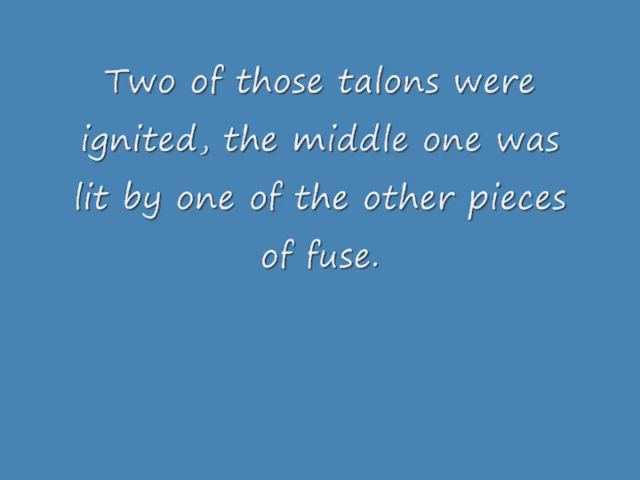 Two of those talons were
ignited, the middle one was
lit by one of the other pieces
of fuse.